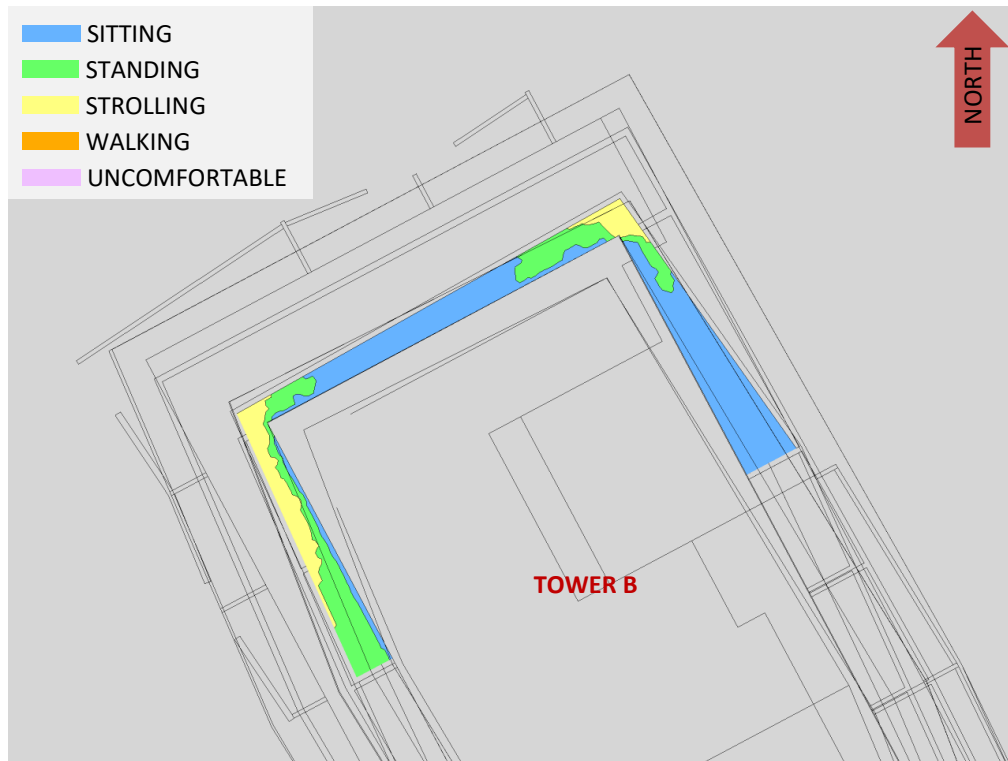 SITTING
STANDING
STROLLING
WALKING
UNCOMFORTABLE
NORTH
TOWER B